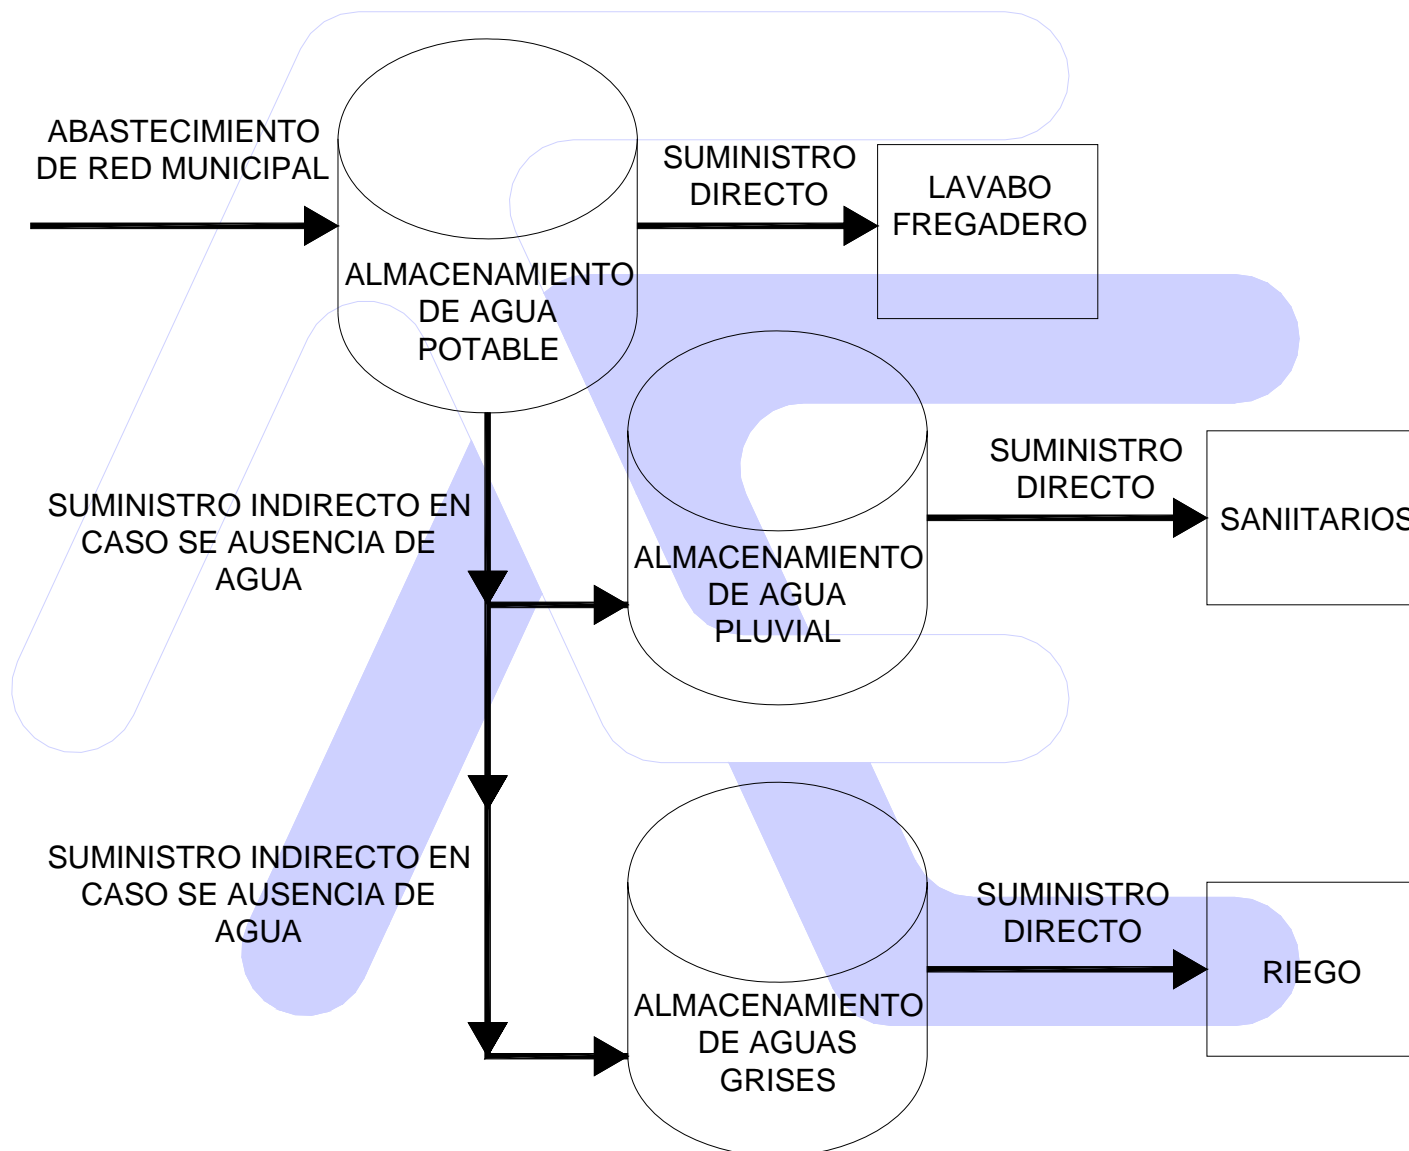 ABASTECIMIENTO
DE RED MUNICIPAL
SUMINISTRO
DIRECTO
LAVABO
FREGADERO
ALMACENAMIENTO
DE AGUA
POTABLE
SUMINISTRO INDIRECTO EN
CASO SE AUSENCIA DE
AGUA
ALMACENAMIENTO
DE AGUA
PLUVIAL
SUMINISTRO
DIRECTO
SANIITARIOS
SUMINISTRO INDIRECTO EN
CASO SE AUSENCIA DE
AGUA
ALMACENAMIENTO
DE AGUAS
GRISES
SUMINISTRO
DIRECTO
RIEGO